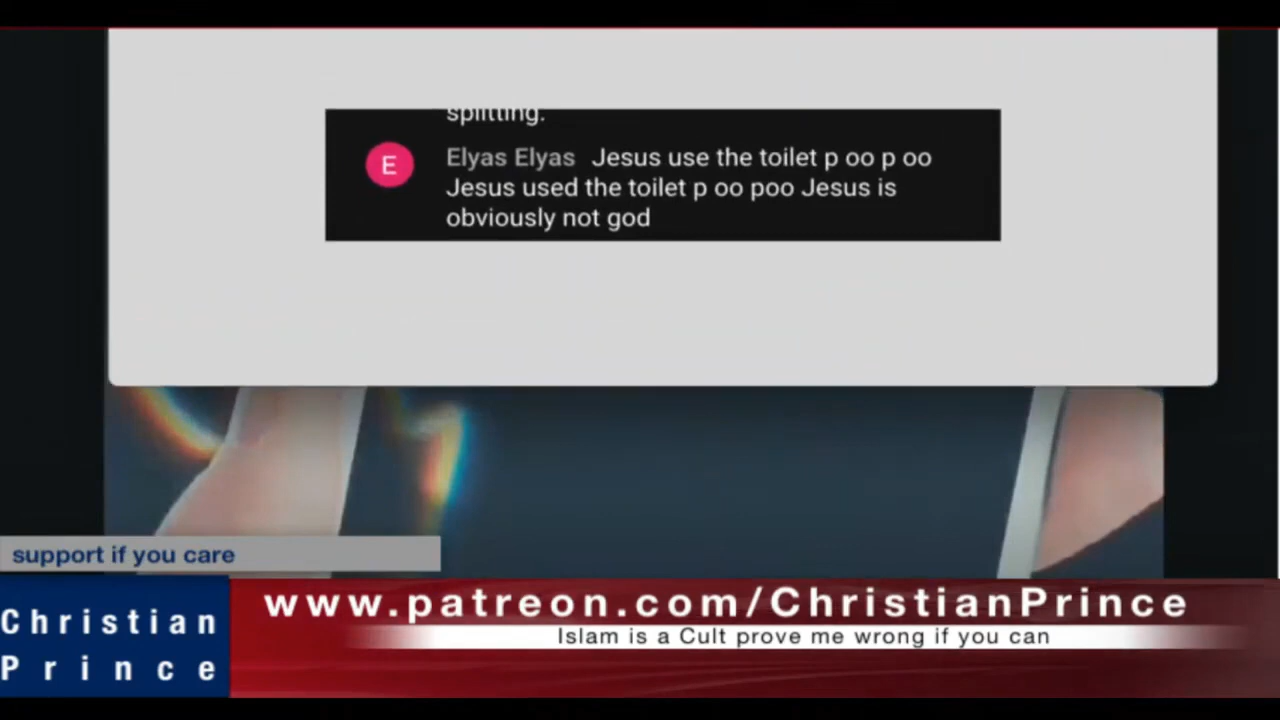 splitting.
E
Elyas Elyas Jesus use the toilet p oo p oo
Jesus used the toilet p oo poo Jesus is
obviously not god
support if you care
Christian
Prince
www.patreon.com/ChristianPrince
Islam is a Cult prove me wrong if you can